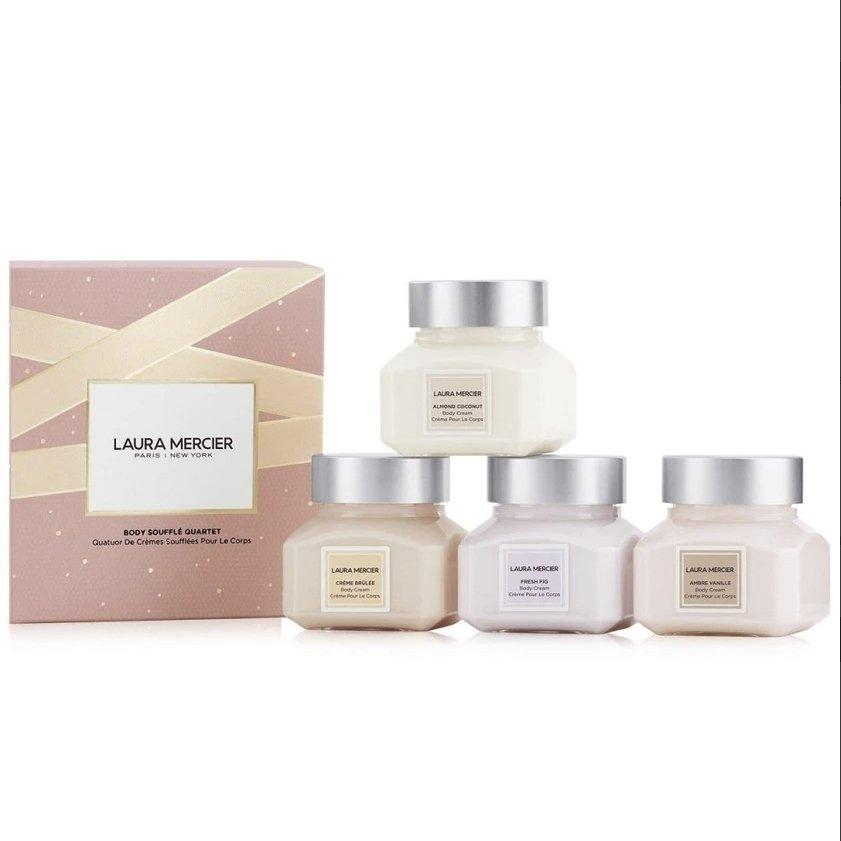 LAURA MERCIER
PARIS | NEW YORK
BODY SOUFFLÉ QUARTET
Quatuor De Crèmes Soufflées Pour Le Corps
LAURA MERCIER
ALMOND COCONUT
Body Cream
Crème Pour Le Corps
LAURA MERCIER
CRÈME BRÛLÉE
Body Cream
Crème Pour Le Corps
LAURA MERCIER
FRESH FIG
Body Cream
Crème Pour Le Corps
LAURA MERCIER
AMBRE VANILLE
Body Cream
Crème Pour Le Corps